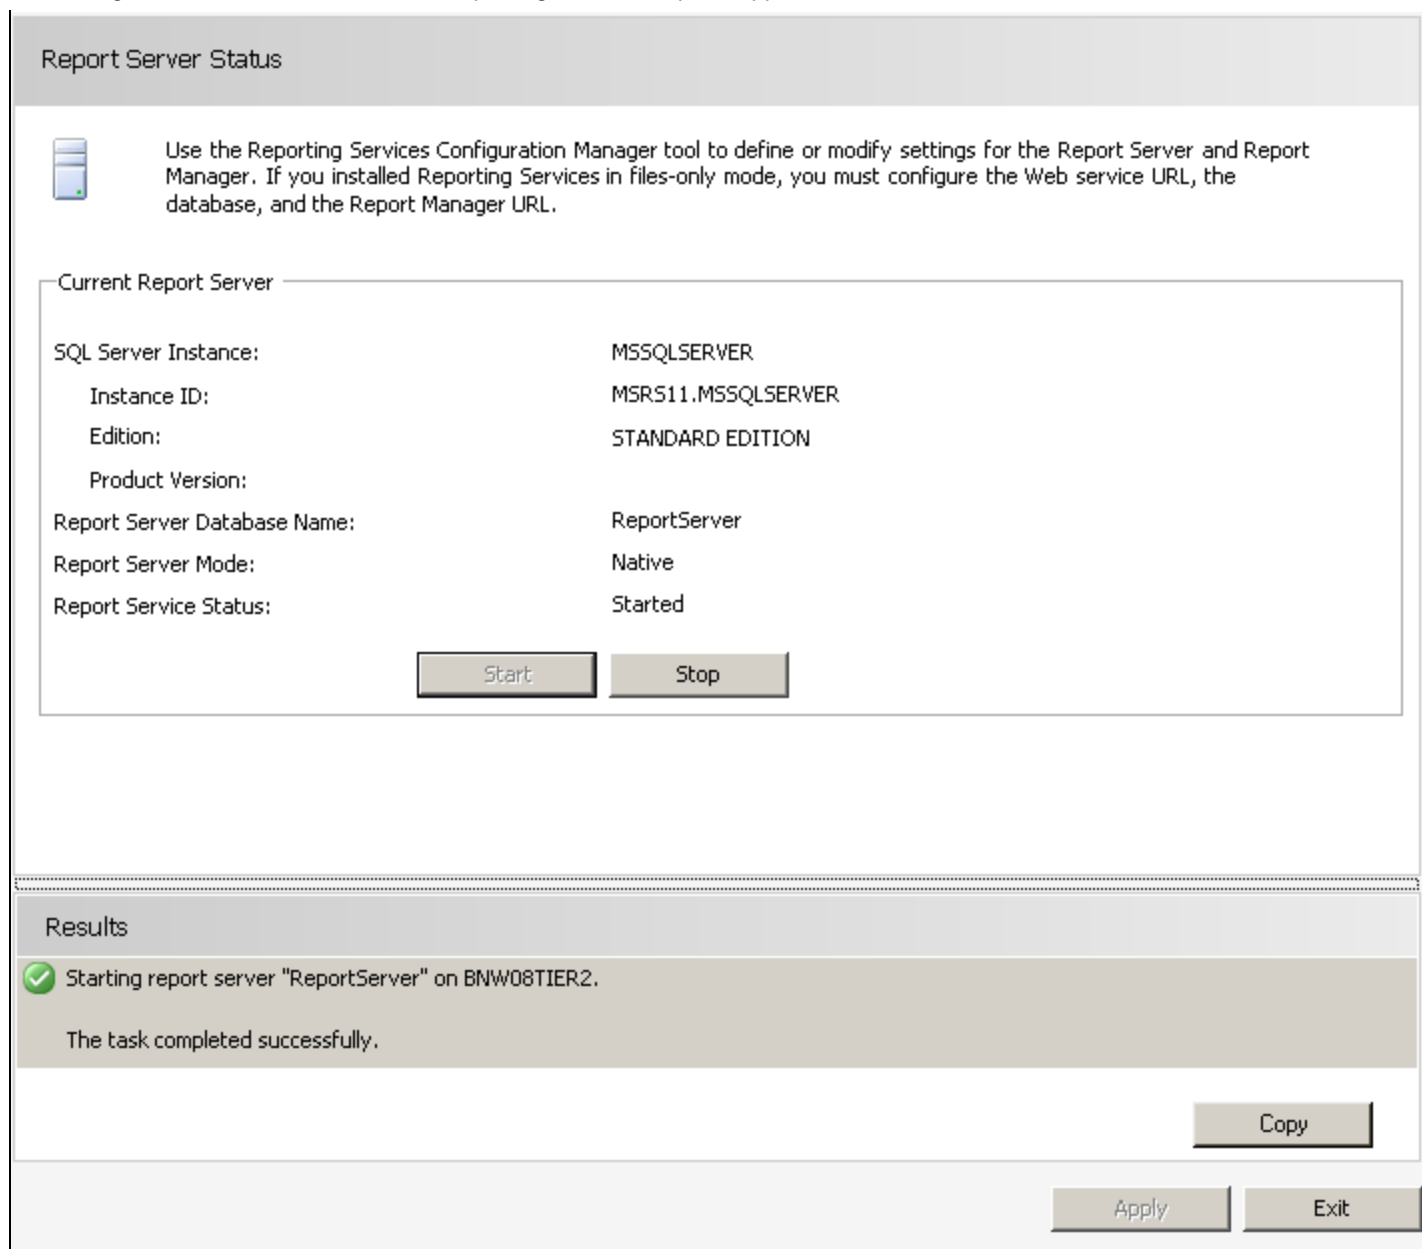 Report Server Status
Use the Reporting Services Configuration Manager tool to define or modify settings for the Report Server and Report
Manager. If you installed Reporting Services in files-only mode, you must configure the Web service URL, the
database, and the Report Manager URL.
Current Report Server
SQL Server Instance: MSSQLSERVER
Instance ID: MSRS11.MSSQLSERVER
Edition: STANDARD EDITION
Product Version:
Report Server Database Name: ReportServer
Report Server Mode: Native
Report Service Status: Started
Start Stop
Results
Starting report server "ReportServer" on BNW08TIER2.
The task completed successfully.
Copy
Apply Exit